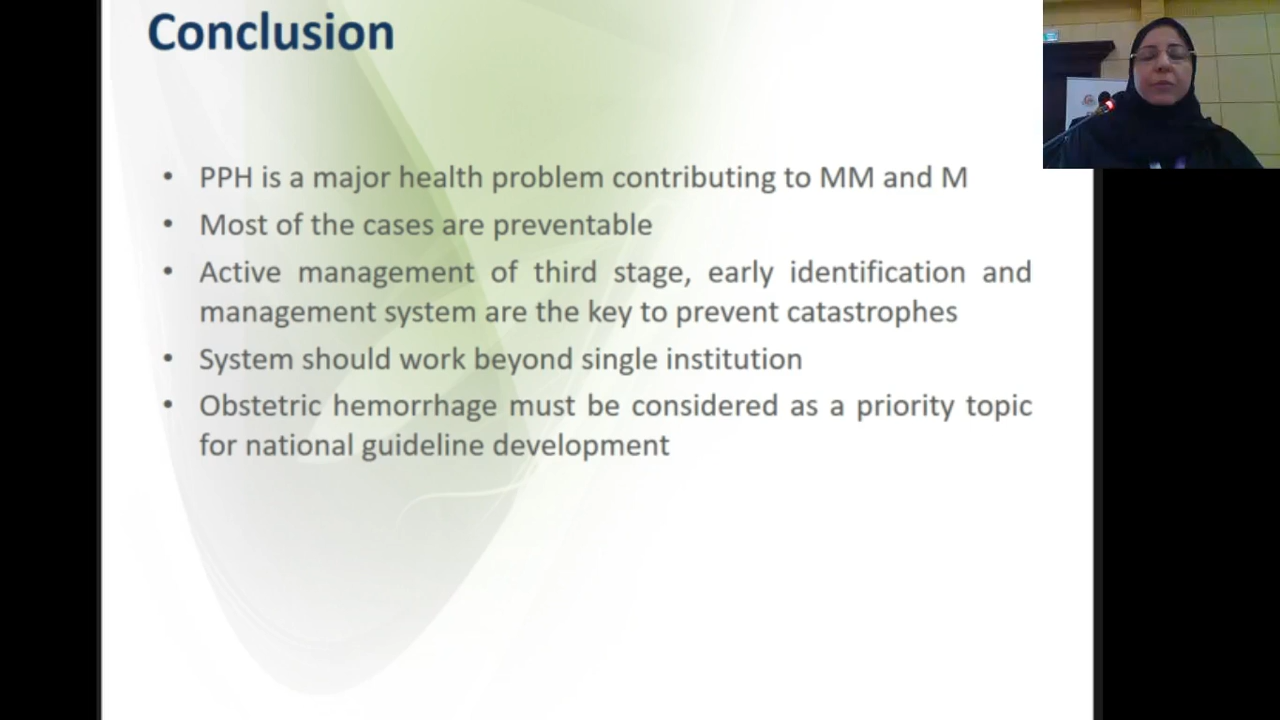 Conclusion
• PPH is a major health problem contributing to MM and M
• Most of the cases are preventable
• Active management of third stage, early identification and
management system are the key to prevent catastrophes
• System should work beyond single institution
• Obstetric hemorrhage must be considered as a priority topic
for national guideline development